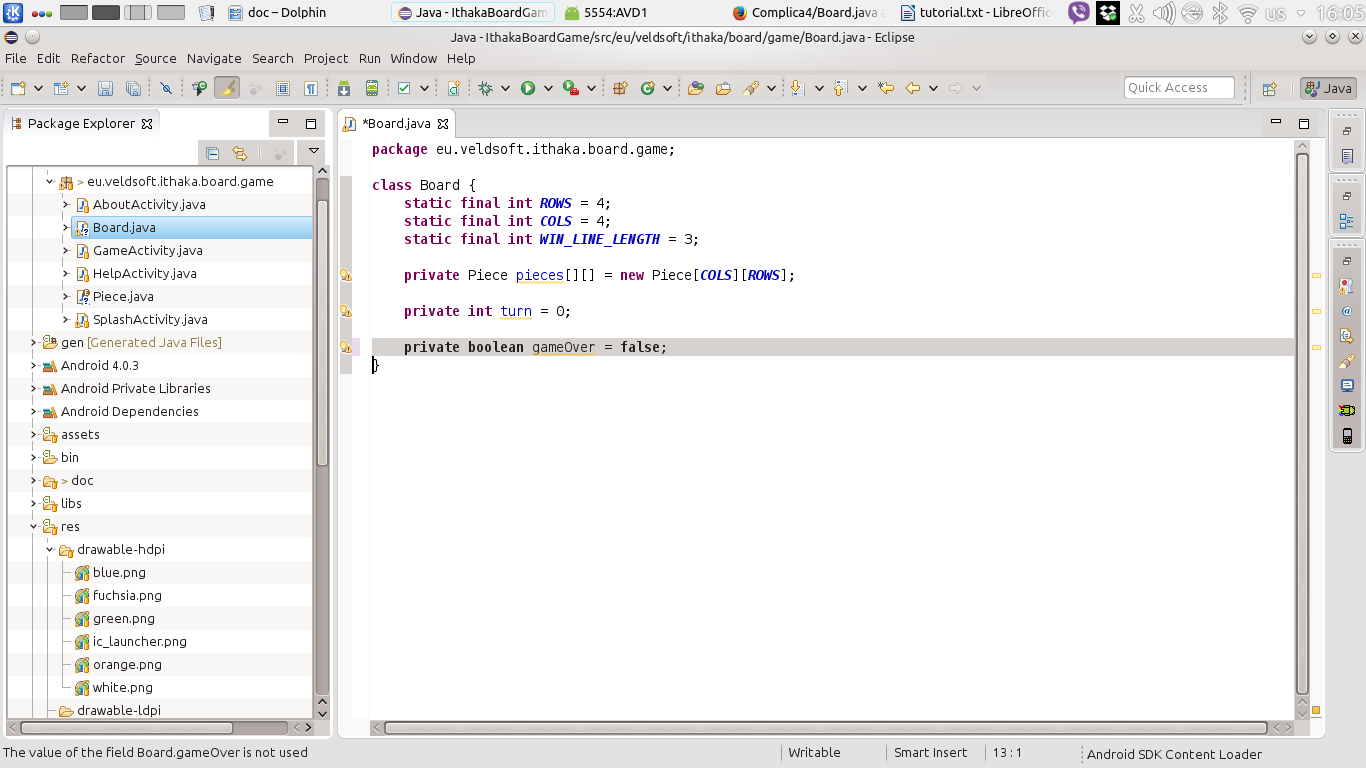 doc – Dolphin
Java - IthakaBoardGam
5554:AVD1
Complica4/Board.java a
tutorial.txt - LibreOffic
us
16:05
Java - IthakaBoardGame/src/eu/veldsoft/ithaka/board/game/Board.java - Eclipse
File Edit Refactor Source Navigate Search Project Run Window Help
Quick Access
Java
Package Explorer
*Board.java
> eu.veldsoft.ithaka.board.game
AboutActivity.java
Board.java
GameActivity.java
HelpActivity.java
Piece.java
SplashActivity.java
gen [Generated Java Files]
Android 4.0.3
Android Private Libraries
Android Dependencies
assets
bin
> doc
libs
res
drawable-hdpi
blue.png
fuchsia.png
green.png
ic_launcher.png
orange.png
white.png
drawable-ldpi
package eu.veldsoft.ithaka.board.game;
class Board {
static final int ROWS = 4;
static final int COLS = 4;
static final int WIN_LINE_LENGTH = 3;
private Piece pieces[][] = new Piece[COLS][ROWS];
private int turn = 0;
private boolean gameOver = false;
}
The value of the field Board.gameOver is not used
Writable
Smart Insert
13 : 1
Android SDK Content Loader